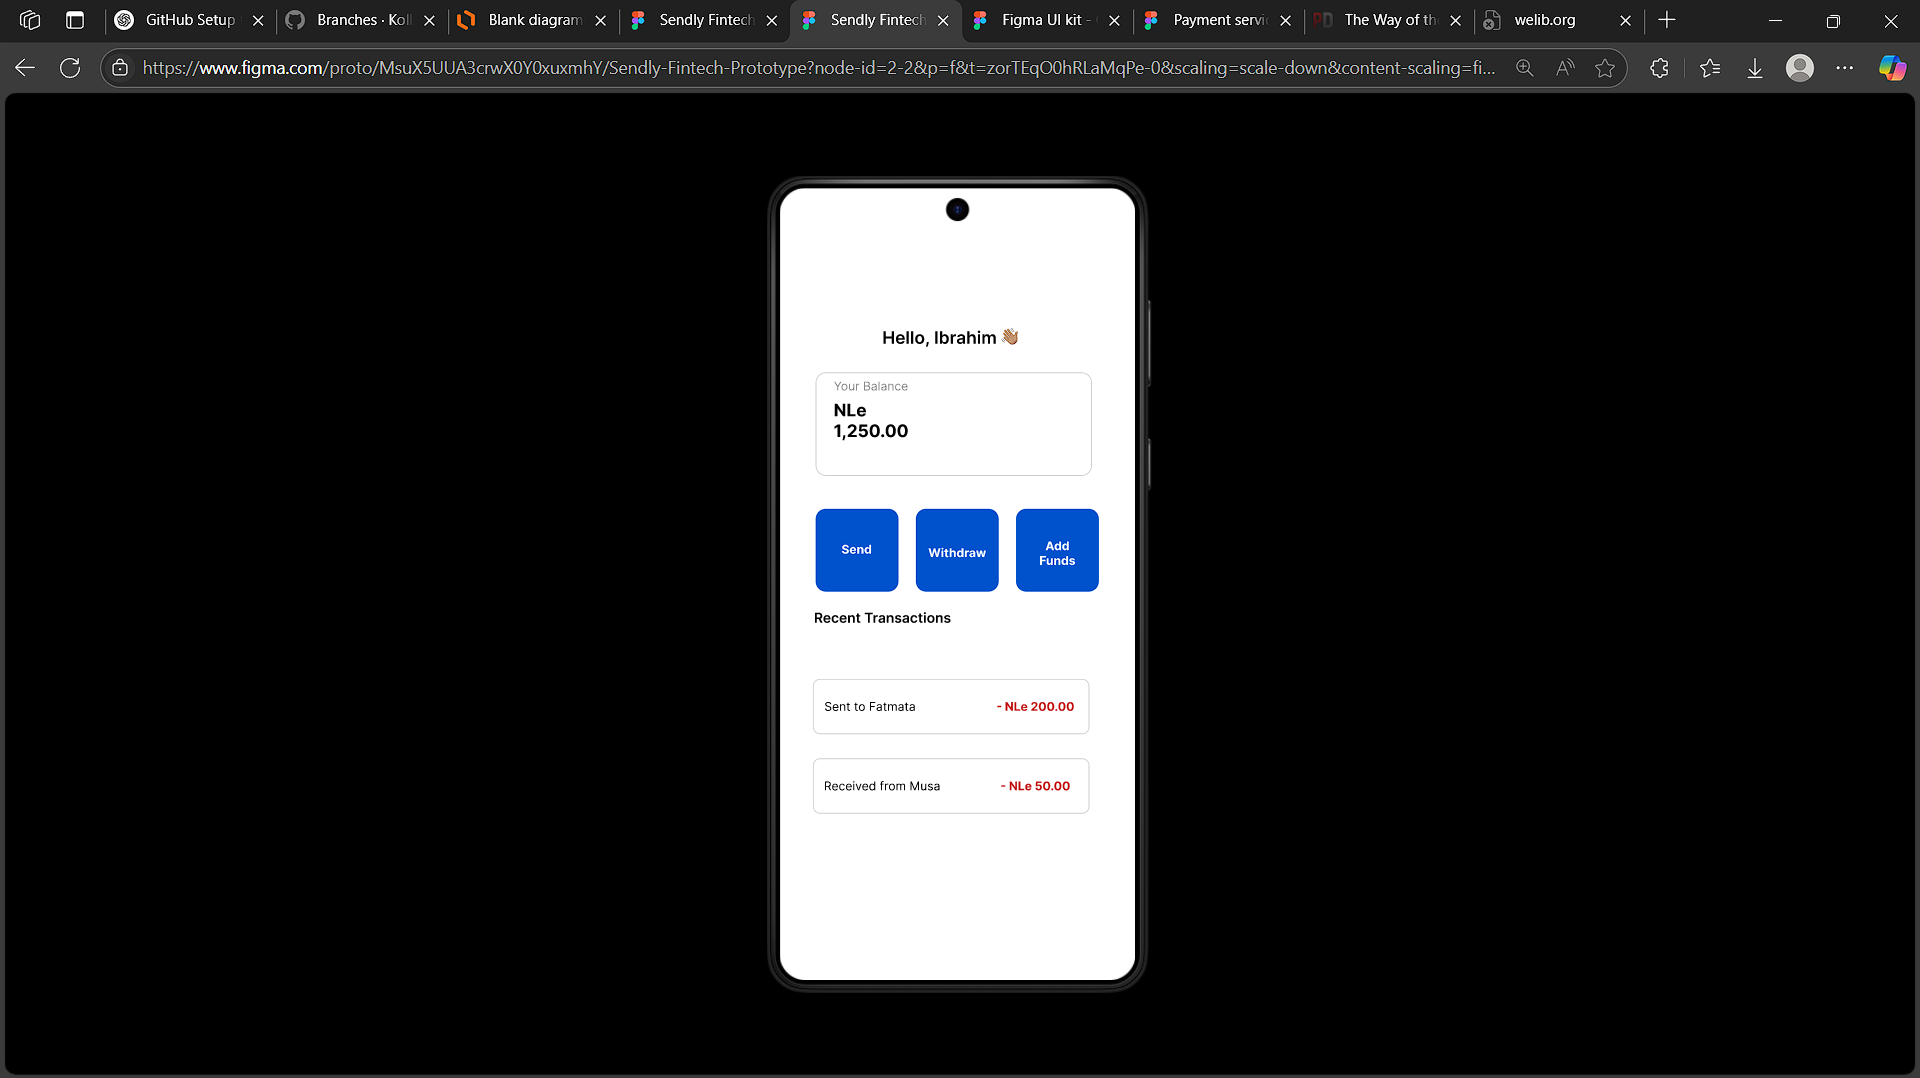 GitHub Setup
Branches · Koll
Blank diagram
Sendly Fintech
Sendly Fintech
Figma UI kit -
Payment servi
The Way of th
welib.org
https://www.figma.com/proto/MsuX5UUA3crwX0Y0xuxmhY/Sendly-Fintech-Prototype?node-id=2-2&p=f&t=zorTEqO0hRLaMqPe-0&scaling=scale-down&content-scaling=fi...
Hello, Ibrahim 👋🏽
Your Balance
NLe
1,250.00
Send
Withdraw
Add
Funds
Recent Transactions
Sent to Fatmata
- NLe 200.00
Received from Musa
- NLe 50.00